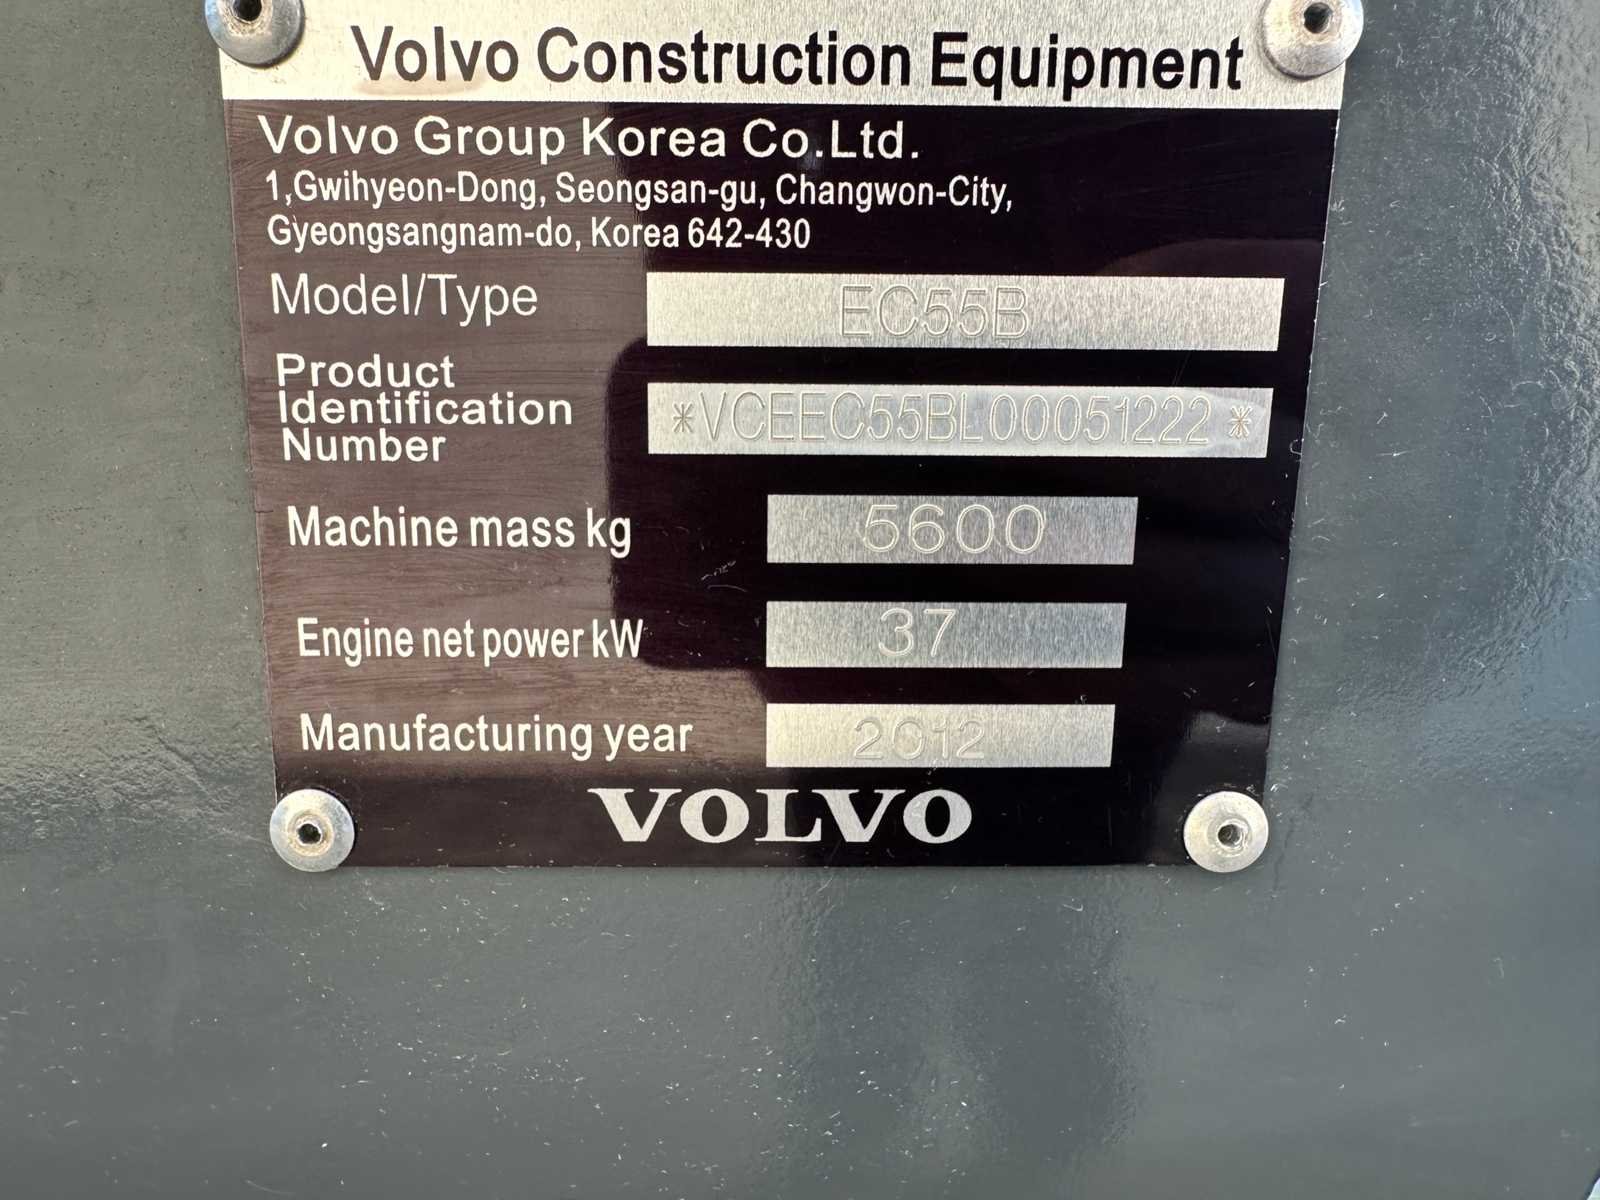 Volvo Construction Equipment
Volvo Group Korea Co.Ltd.
1,Gwihyeon-Dong, Seongsan-gu, Changwon-City,
Gyeongsangnam-do, Korea 642-430
Model/Type EC55B
Product
Identification
Number
*VCEEC55BL00051222*
Machine mass kg 5600
Engine net power kW 37
Manufacturing year 2012
VOLVO